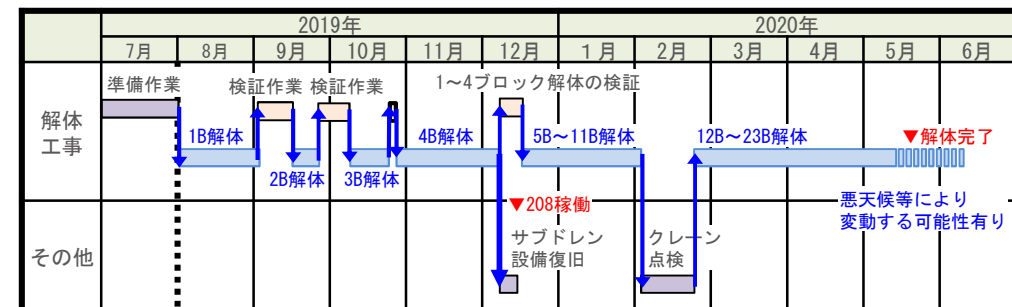 2019年 2020年
7月 8月 9月 10月 11月 12月 1月 2月 3月 4月 5月 6月
準備作業 検証作業 検証作業 1～4ブロック解体の検証
解体
工事
1B解体 4B解体 5B～11B解体 12B～23B解体 ▼解体完了
2B解体 3B解体
▼208稼働
悪天候等により
変動する可能性有り
その他
サブドレン
設備復旧
クレーン
点検